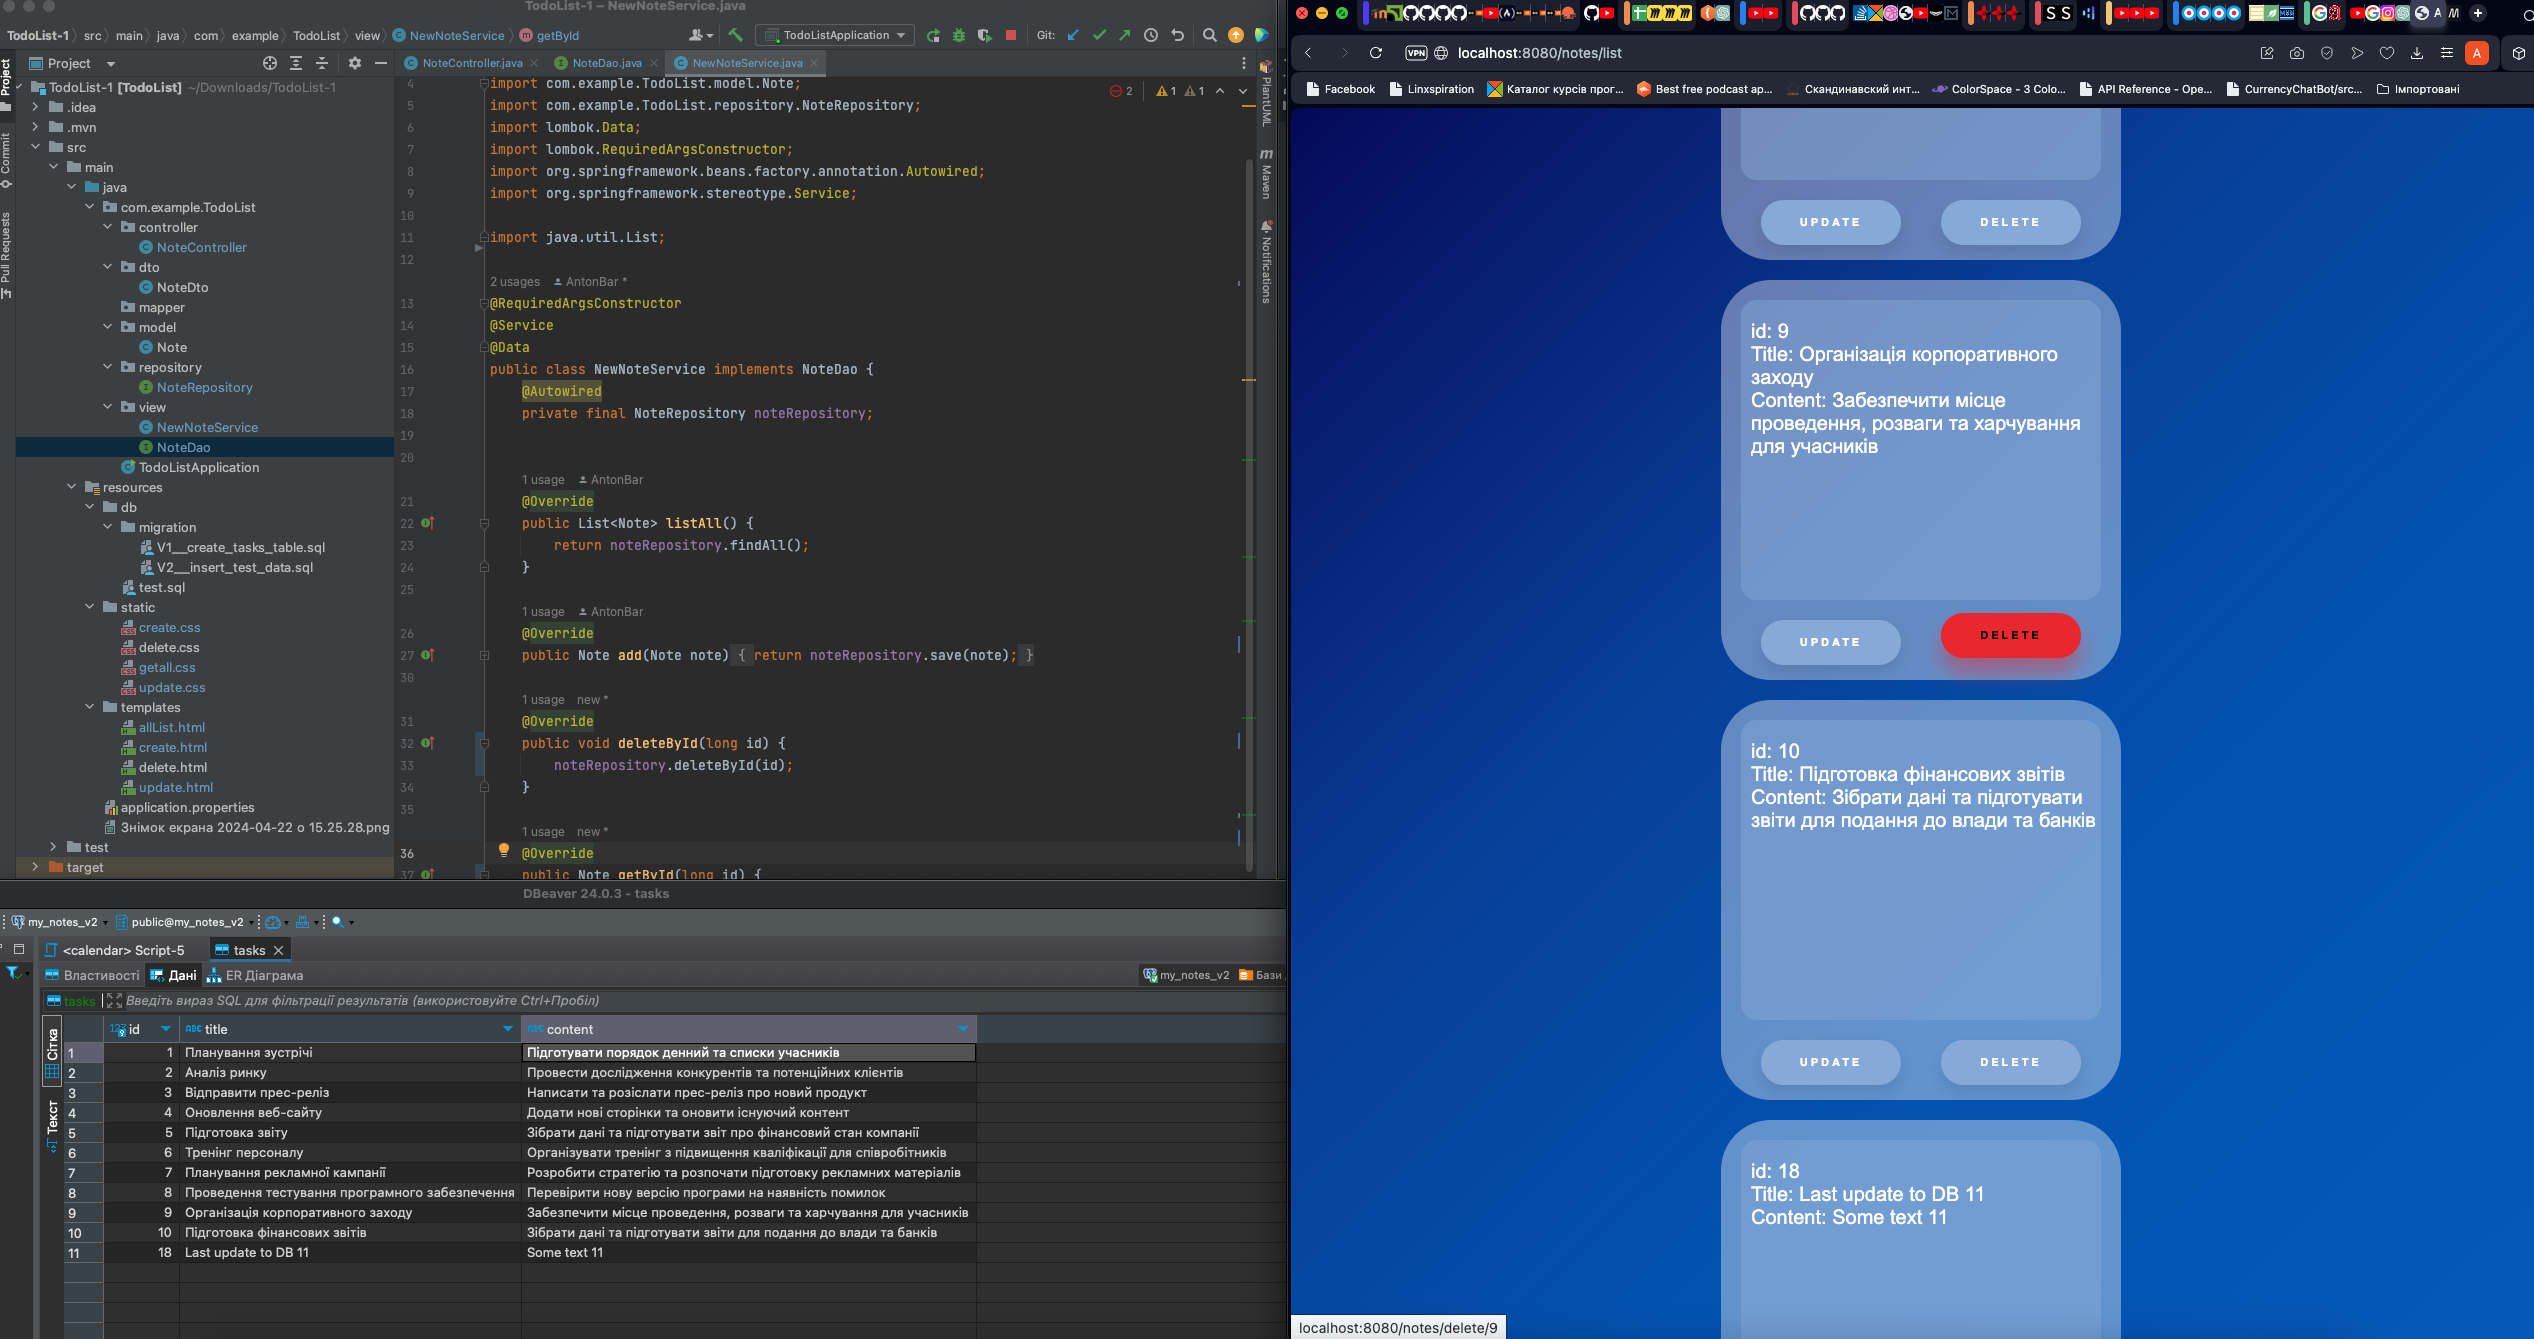 TodoList-1 – NewNoteService.java
TodoList-1 src main java com example TodoList view NewNoteService getById
TodoListApplication
Git:
Project
NoteController.java
NoteDao.java
NewNoteService.java
Project
Commit
Pull Requests
TodoList-1 [TodoList] ~/Downloads/TodoList-1
.idea
.mvn
src
main
java
com.example.TodoList
controller
NoteController
dto
NoteDto
mapper
model
Note
repository
NoteRepository
view
NewNoteService
NoteDao
TodoListApplication
resources
db
migration
V1__create_tasks_table.sql
V2__insert_test_data.sql
test.sql
static
create.css
delete.css
getall.css
update.css
templates
allList.html
create.html
delete.html
update.html
application.properties
Знімок екрана 2024-04-22 о 15.25.28.png
test
target
2 1 1
4 import com.example.TodoList.model.Note;
5 import com.example.TodoList.repository.NoteRepository;
6 import lombok.Data;
7 import lombok.RequiredArgsConstructor;
8 import org.springframework.beans.factory.annotation.Autowired;
9 import org.springframework.stereotype.Service;
10
11 import java.util.List;
12
2 usages AntonBar *
13 @RequiredArgsConstructor
14 @Service
15 @Data
16 public class NewNoteService implements NoteDao {
17 @Autowired
18 private final NoteRepository noteRepository;
19
20
1 usage AntonBar
21 @Override
22 public List<Note> listAll() {
23 return noteRepository.findAll();
24 }
25
1 usage AntonBar
26 @Override
27 public Note add(Note note) { return noteRepository.save(note); }
30
1 usage new *
31 @Override
32 public void deleteById(long id) {
33 noteRepository.deleteById(id);
34 }
35
1 usage new *
36 @Override
37 public Note getById(long id) {
PlantUML
Maven
Notifications
DBeaver 24.0.3 - tasks
my_notes_v2 public@my_notes_v2
<calendar> Script-5
tasks
Властивості
Дані
ER Діаграма
my_notes_v2
Бази
tasks
Введіть вираз SQL для фільтрації результатів (використовуйте Ctrl+Пробіл)
Сітка
Текст
123 id ABC title ABC content
1 1 Планування зустрічі Підготувати порядок денний та списки учасників
2 2 Аналіз ринку Провести дослідження конкурентів та потенційних клієнтів
3 3 Відправити прес-реліз Написати та розіслати прес-реліз про новий продукт
4 4 Оновлення веб-сайту Додати нові сторінки та оновити існуючий контент
5 5 Підготовка звіту Зібрати дані та підготувати звіт про фінансовий стан компанії
6 6 Тренінг персоналу Організувати тренінг з підвищення кваліфікації для співробітників
7 7 Планування рекламної кампанії Розробити стратегію та розпочати підготовку рекламних матеріалів
8 8 Проведення тестування програмного забезпечення Перевірити нову версію програми на наявність помилок
9 9 Організація корпоративного заходу Забезпечити місце проведення, розваги та харчування для учасників
10 10 Підготовка фінансових звітів Зібрати дані та підготувати звіти для подання до влади та банків
11 18 Last update to DB 11 Some text 11
VPN localhost:8080/notes/list
A
Facebook
Linxspiration
Каталог курсів прог...
Best free podcast ap...
Скандинавский инт...
ColorSpace - 3 Colo...
API Reference - Ope...
CurrencyChatBot/src...
Імпортовані
UPDATE
DELETE
id: 9
Title: Організація корпоративного
заходу
Content: Забезпечити місце
проведення, розваги та харчування
для учасників
UPDATE
DELETE
id: 10
Title: Підготовка фінансових звітів
Content: Зібрати дані та підготувати
звіти для подання до влади та банків
UPDATE
DELETE
id: 18
Title: Last update to DB 11
Content: Some text 11
localhost:8080/notes/delete/9